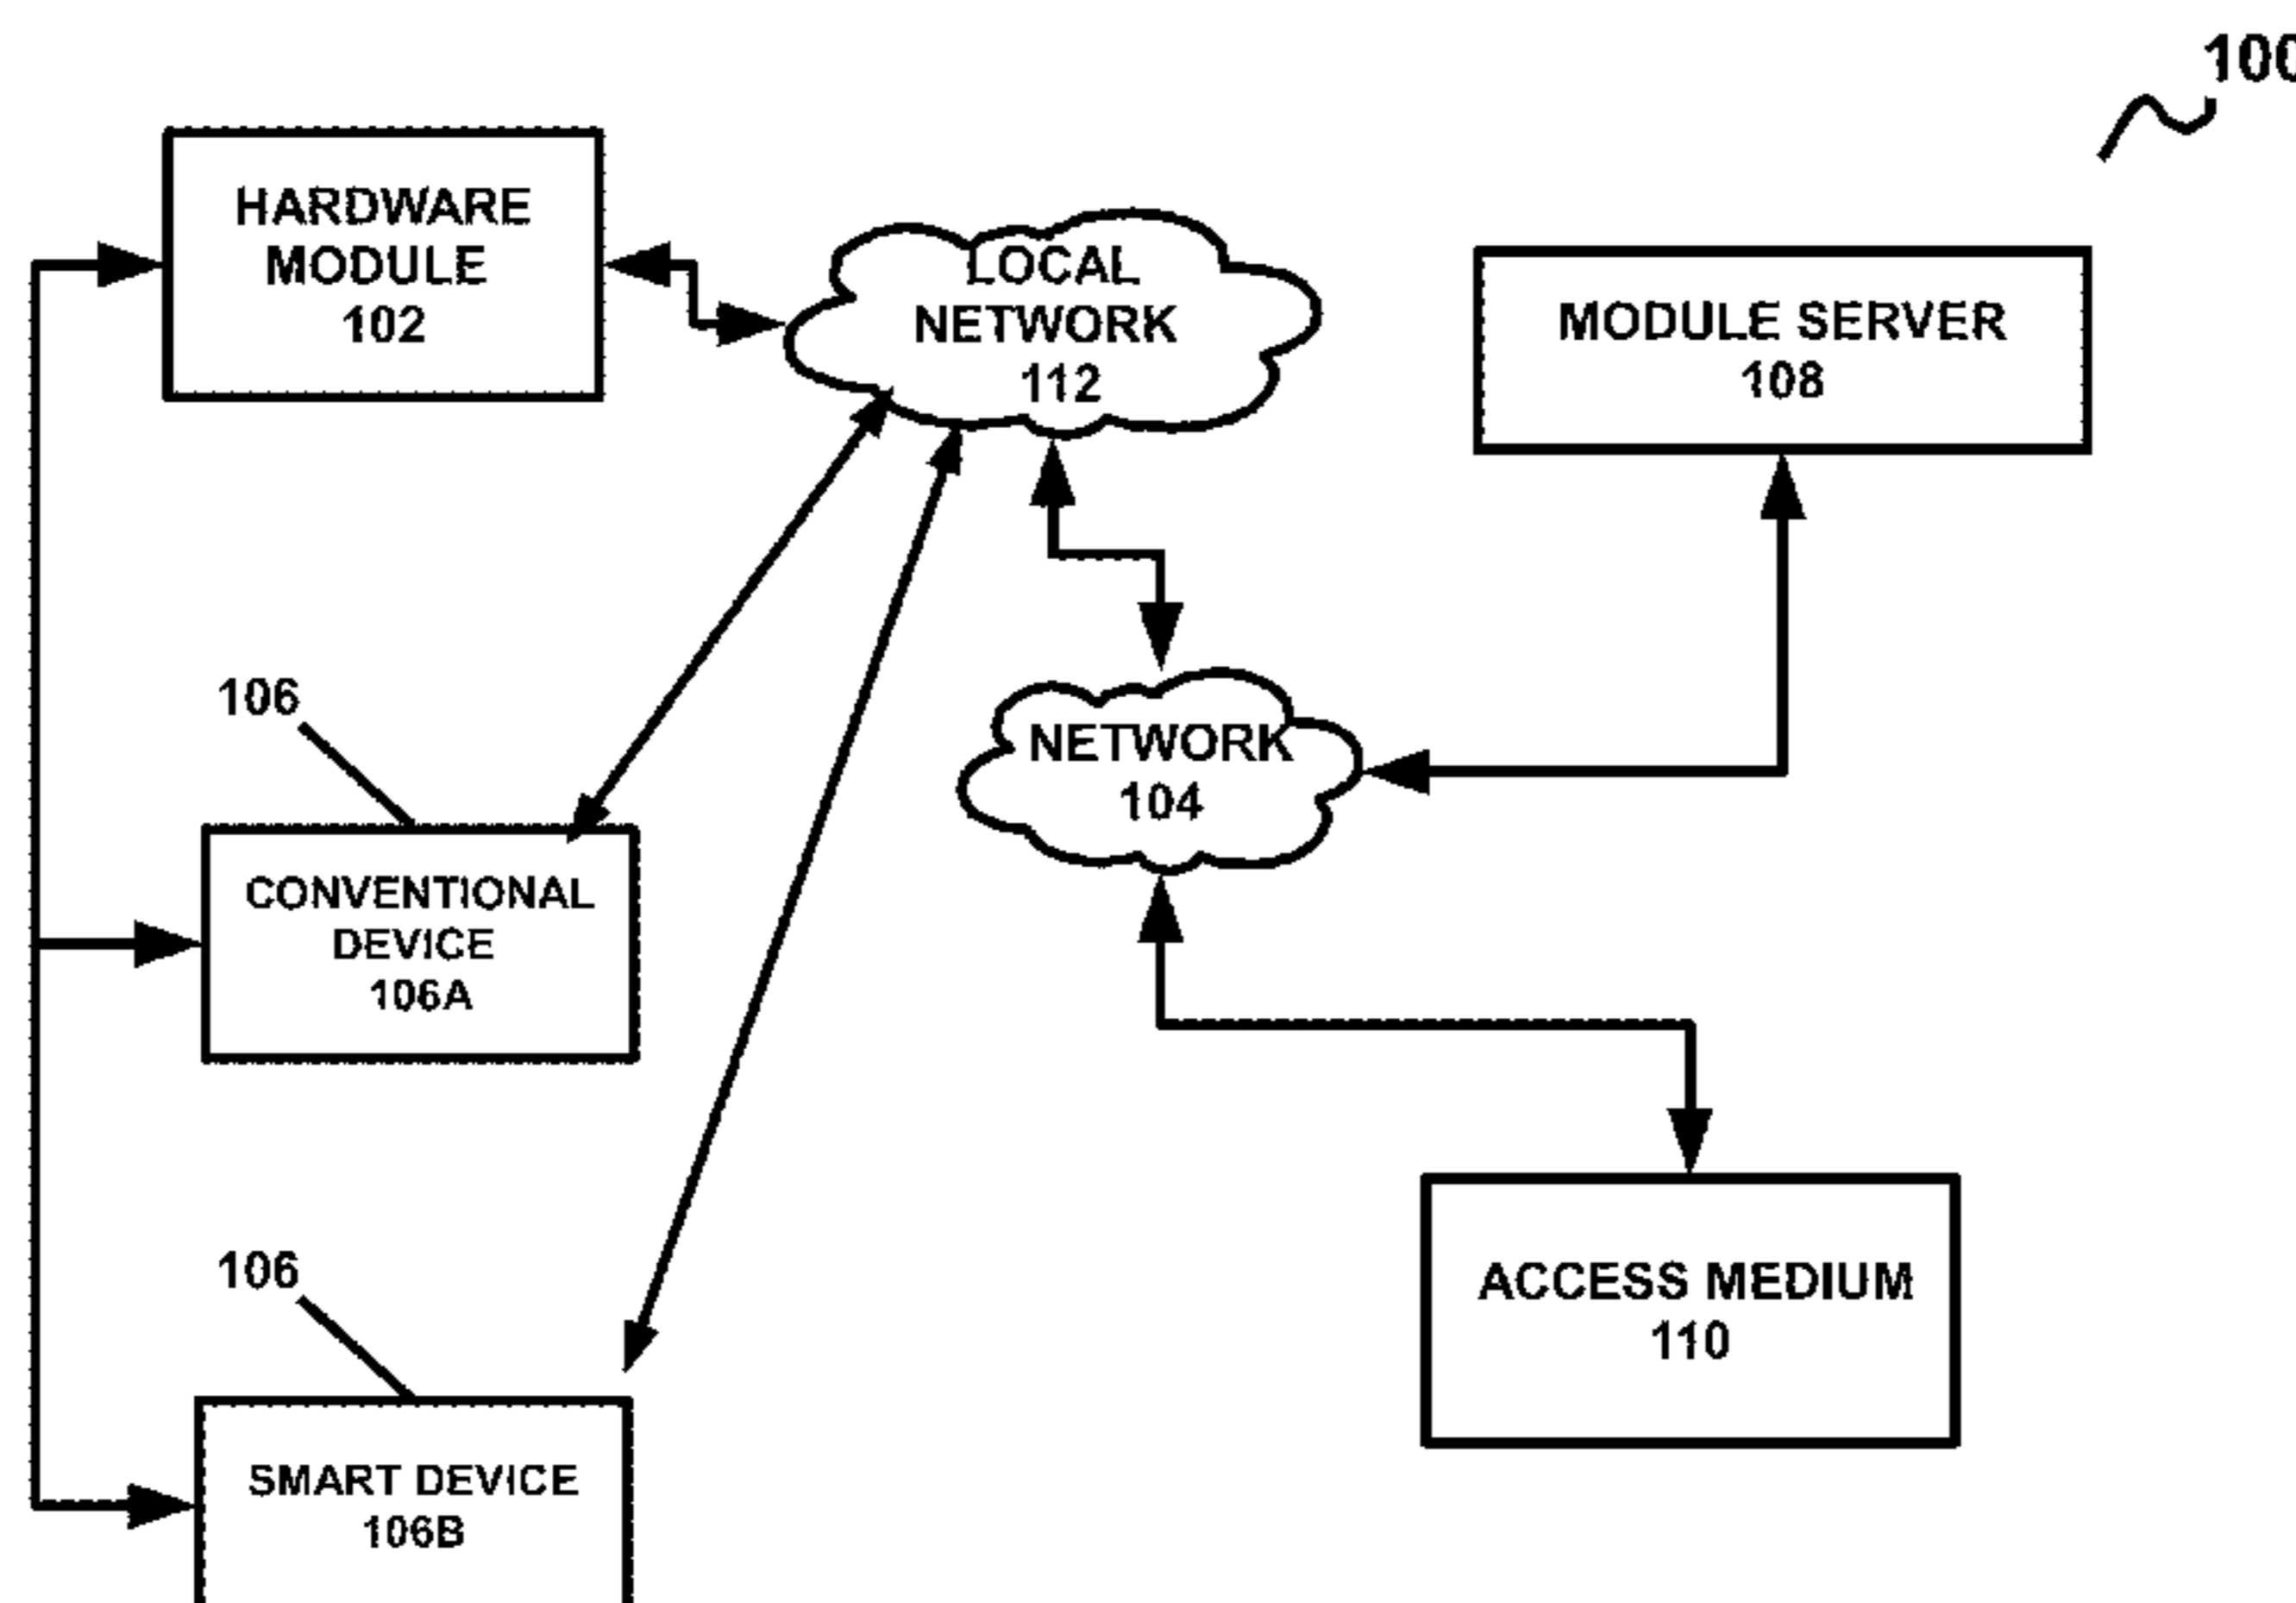 100
HARDWARE
MODULE
102
LOCAL
NETWORK
112
MODULE SERVER
108
106
NETWORK
104
CONVENTIONAL
DEVICE
106A
106
ACCESS MEDIUM
110
SMART DEVICE
106B